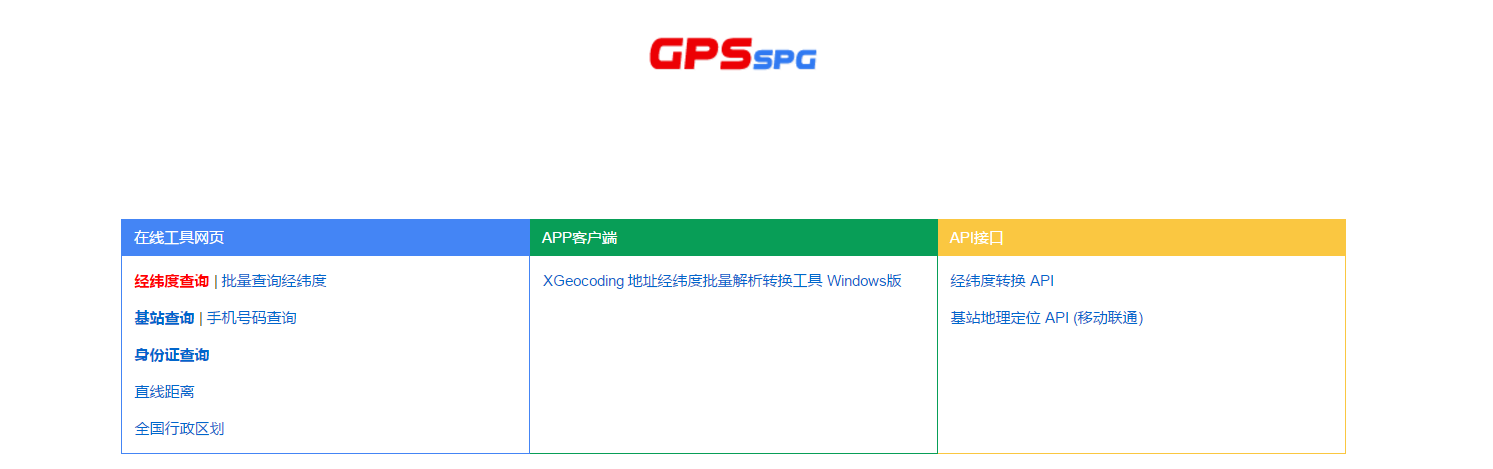 GPSSPG
在线工具网页
经纬度查询 | 批量查询经纬度
基站查询 | 手机号码查询
身份证查询
直线距离
全国行政区划
APP客户端
XGeocoding 地址经纬度批量解析转换工具 Windows版
API接口
经纬度转换 API
基站地理定位 API (移动联通)